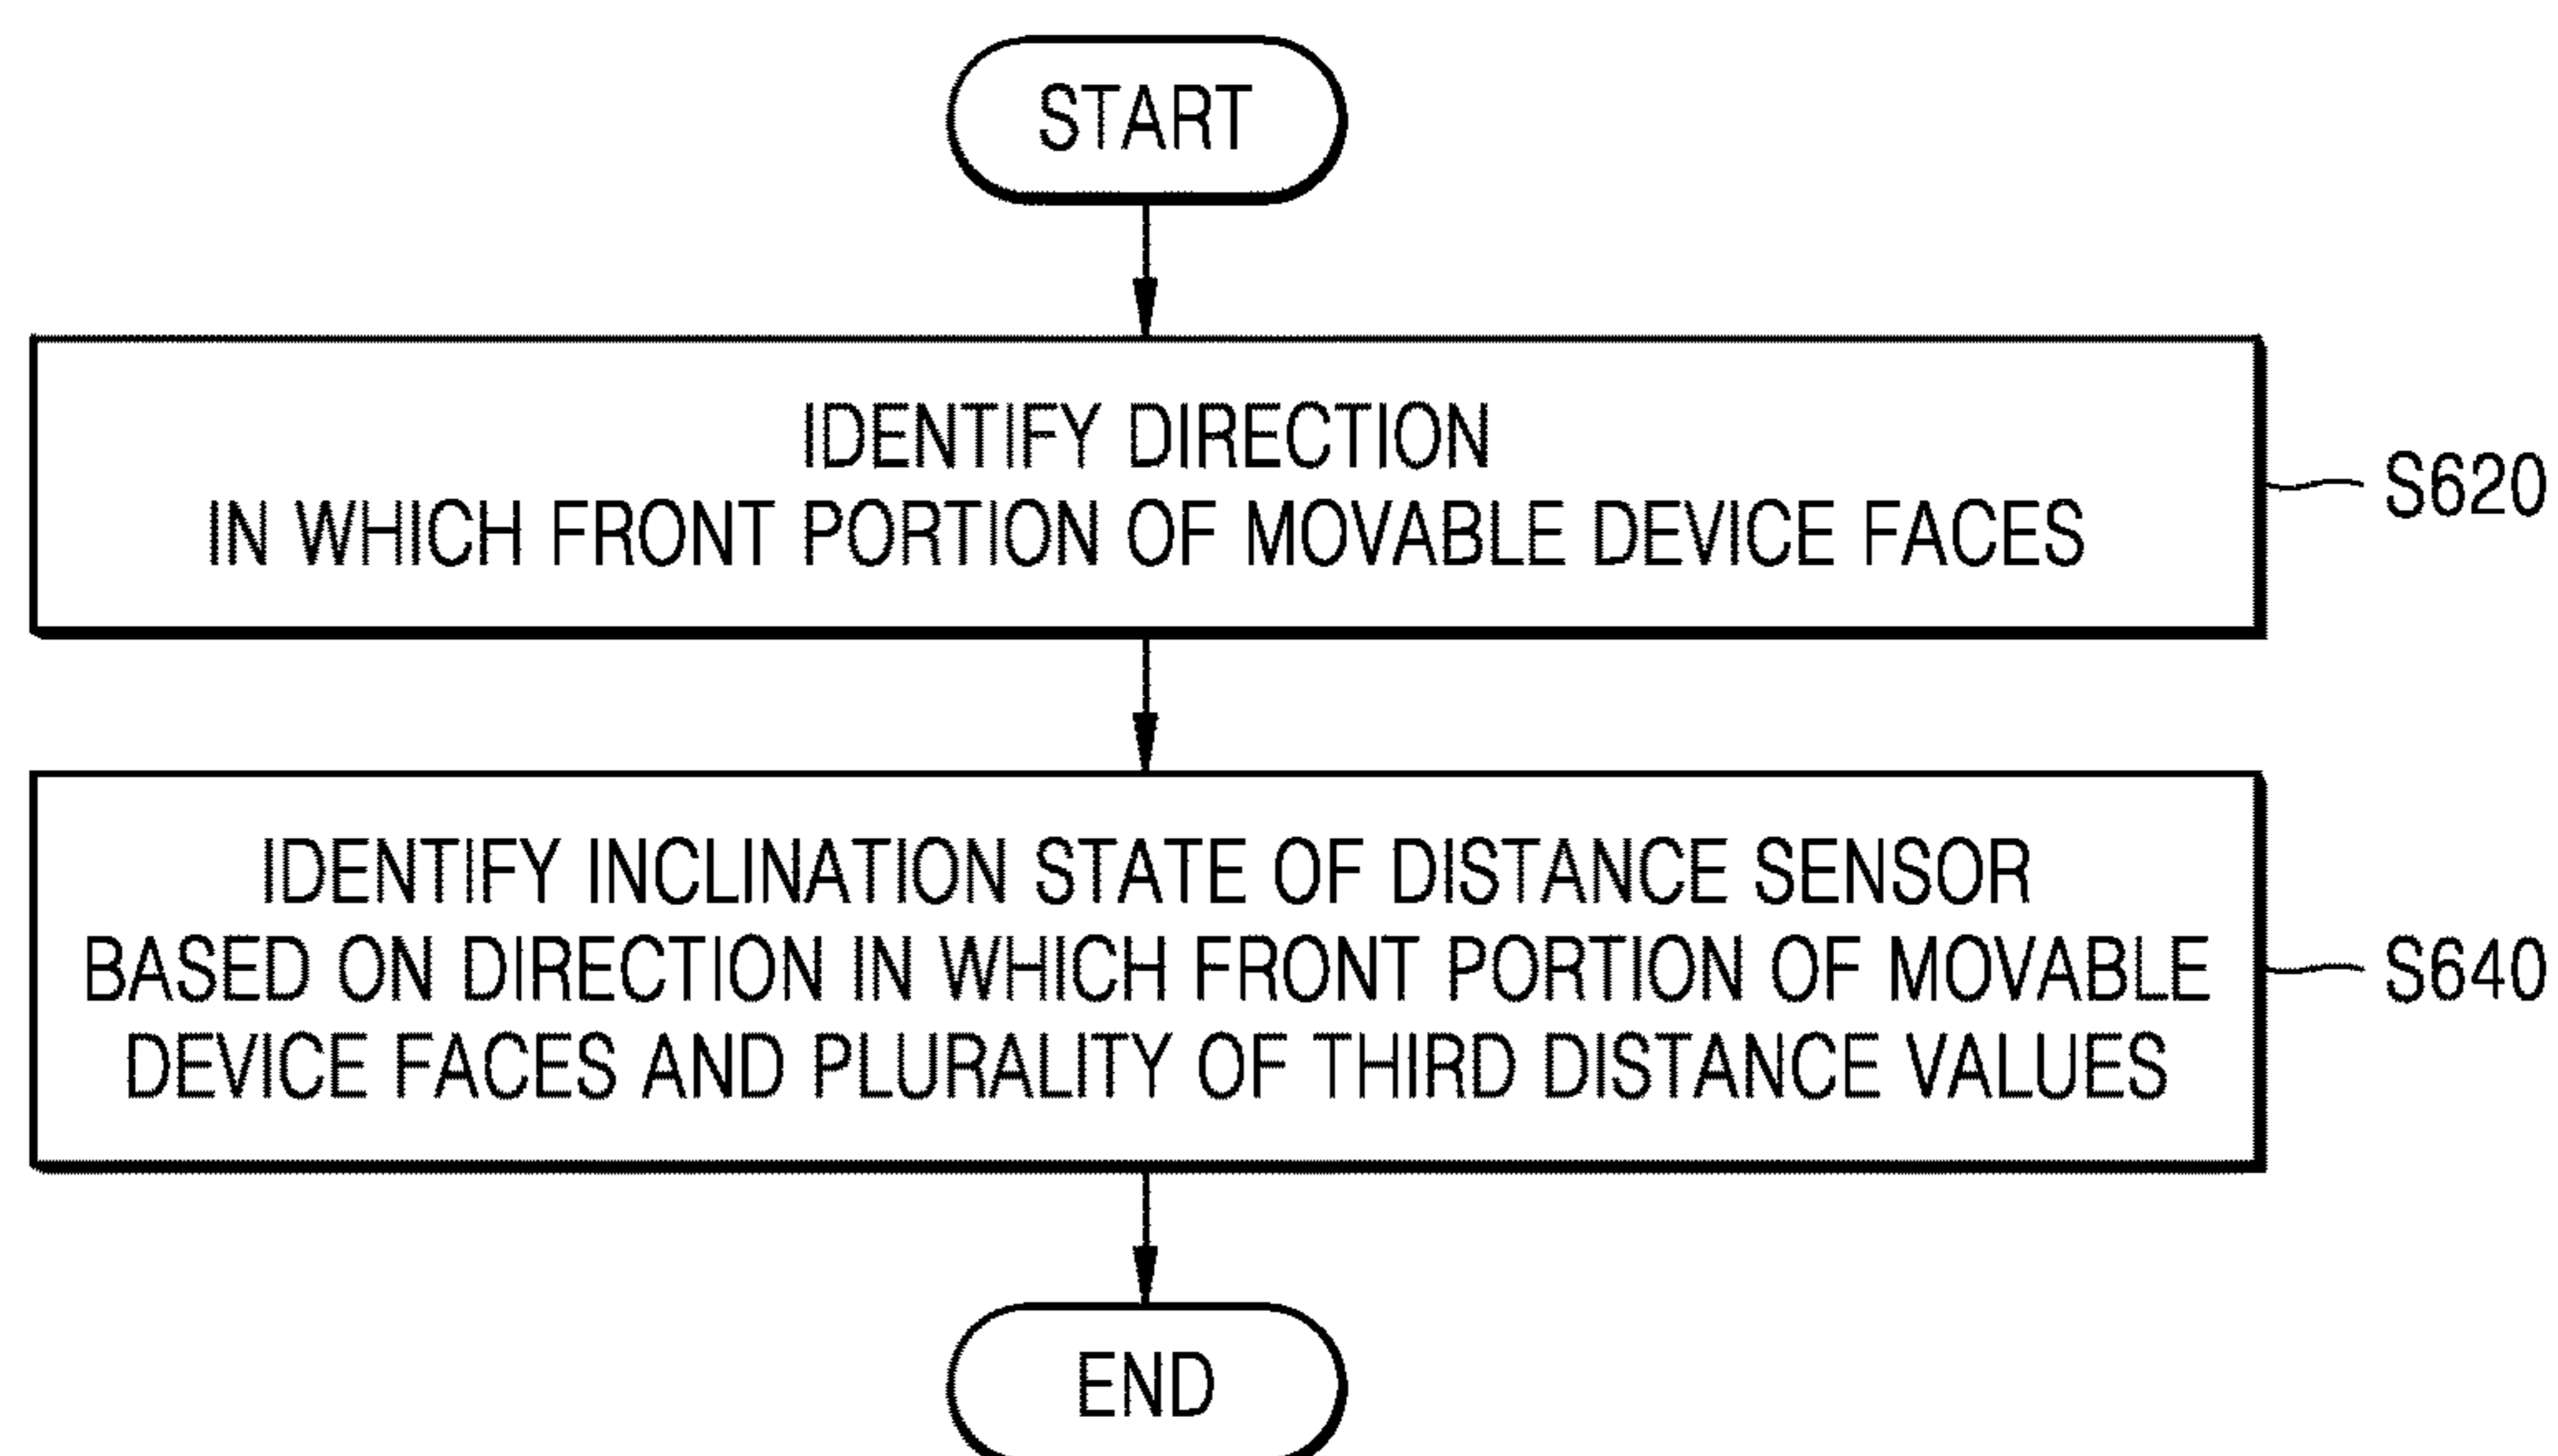 START
IDENTIFY DIRECTION
IN WHICH FRONT PORTION OF MOVABLE DEVICE FACES
S620
IDENTIFY INCLINATION STATE OF DISTANCE SENSOR
BASED ON DIRECTION IN WHICH FRONT PORTION OF MOVABLE
DEVICE FACES AND PLURALITY OF THIRD DISTANCE VALUES
S640
END